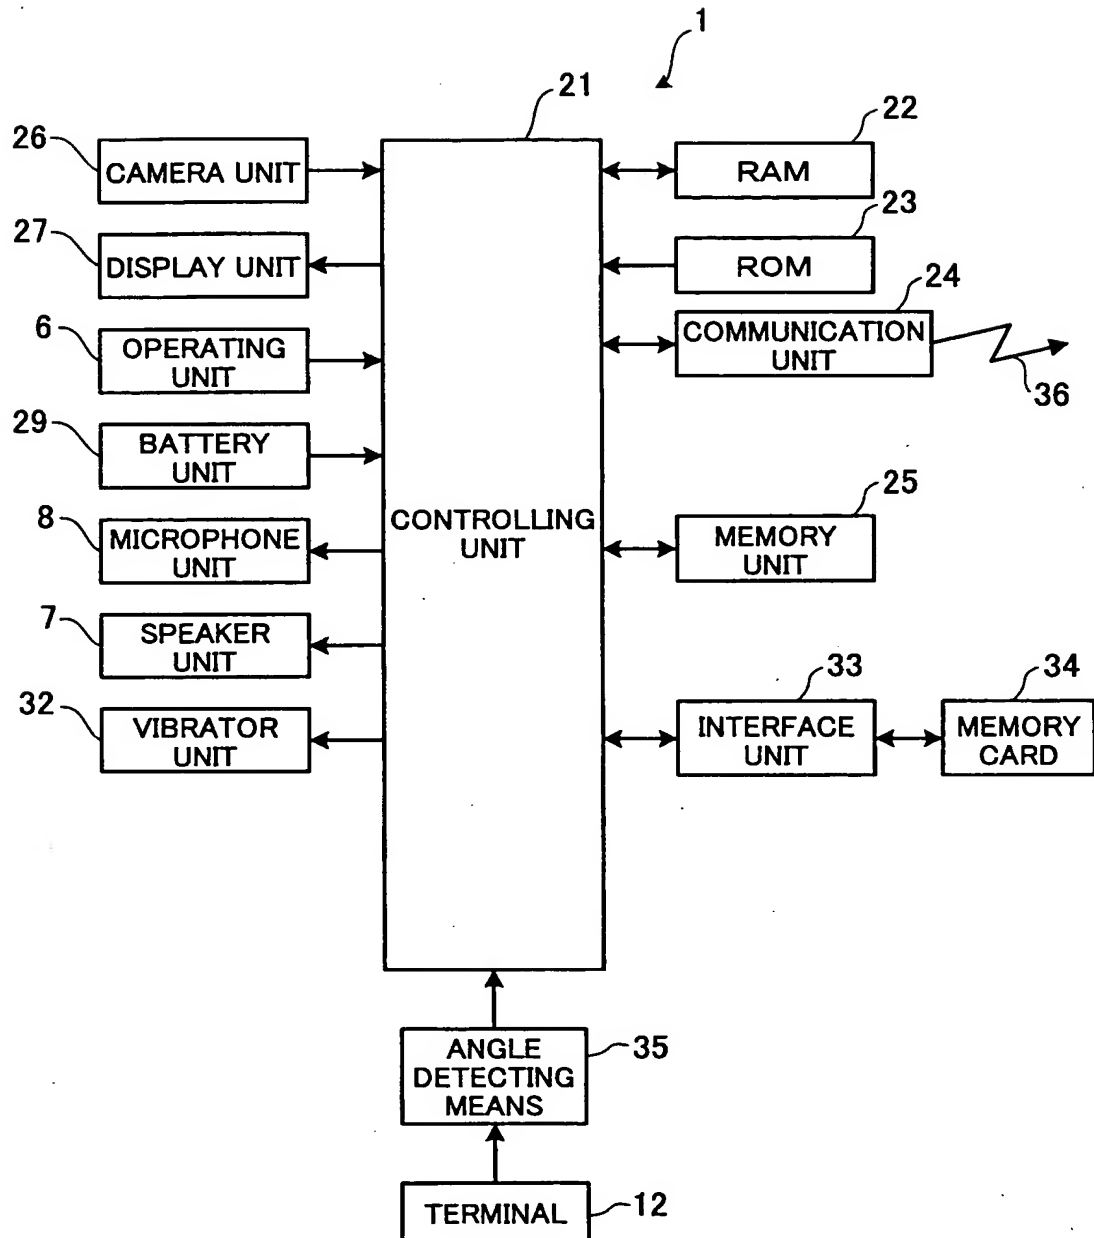 1
21
26
CAMERA UNIT
22
RAM
27
DISPLAY UNIT
23
ROM
6
OPERATING
UNIT
24
COMMUNICATION
UNIT
36
29
BATTERY
UNIT
8
MICROPHONE
UNIT
CONTROLLING
UNIT
25
MEMORY
UNIT
7
SPEAKER
UNIT
32
VIBRATOR
UNIT
33
INTERFACE
UNIT
34
MEMORY
CARD
ANGLE
DETECTING
MEANS
35
TERMINAL
12